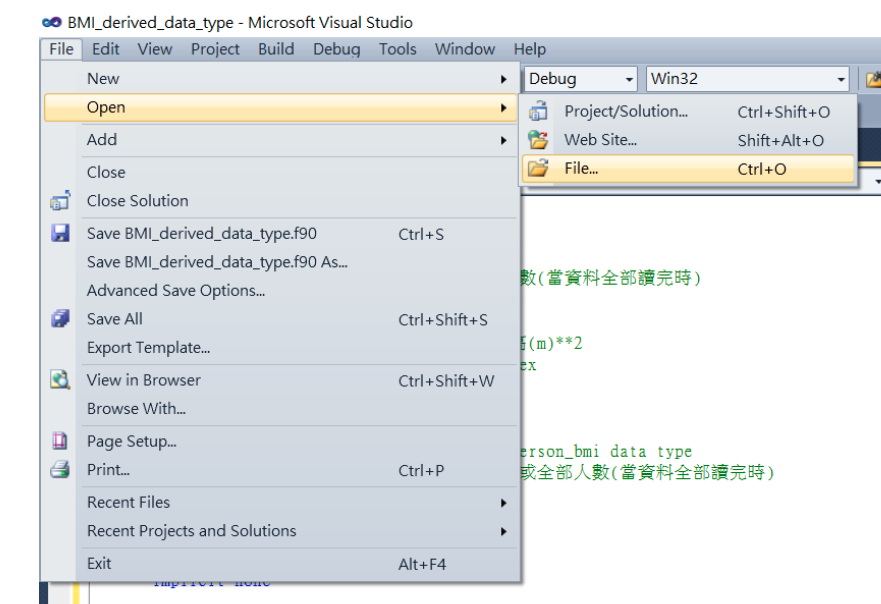 BMI_derived_data_type - Microsoft Visual Studio
File Edit View Project Build Debug Tools Window Help
New
Debug Win32
Open
Project/Solution... Ctrl+Shift+O
Add
Web Site... Shift+Alt+O
Close
File... Ctrl+O
Close Solution
Save BMI_derived_data_type.f90 Ctrl+S
Save BMI_derived_data_type.f90 As...
數(當資料全部讀完時)
Advanced Save Options...
Save All Ctrl+Shift+S
Export Template...
(m)**2
ex
View in Browser Ctrl+Shift+W
Browse With...
Page Setup...
erson_bmi data type
Print... Ctrl+P
或全部人數(當資料全部讀完時)
Recent Files
Recent Projects and Solutions
Exit Alt+F4
implicit none